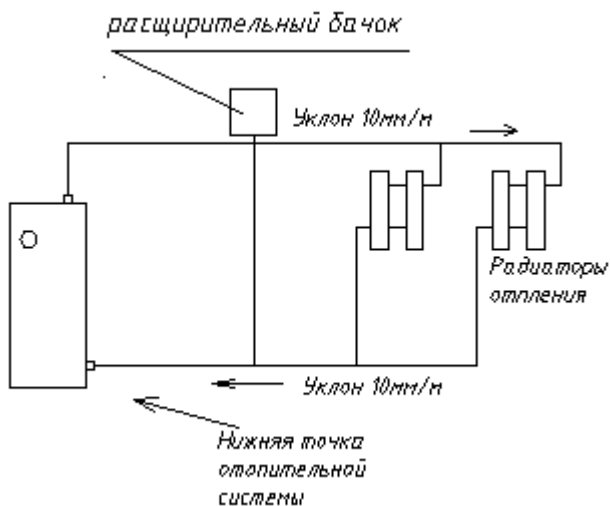 расщирительный бачок
Уклон 10мм/м
Радиаторы
отпления
Уклон 10мм/м
Нижняя точка
отопительной
системы